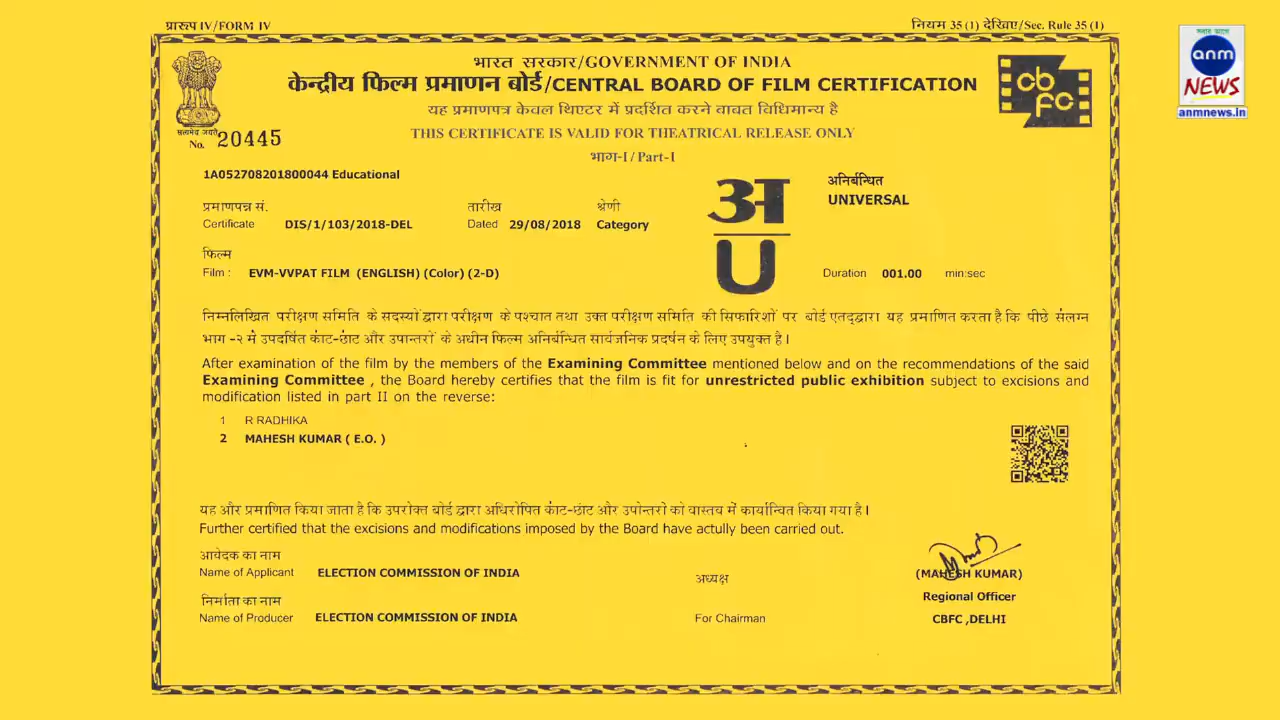 प्रारूप IV/FORM IV
नियम 35 (1) देखिए/Sec. Rule 35 (1)
सबार आगे
anm
NEWS
anmnews.in
भारत सरकार/GOVERNMENT OF INDIA
केन्द्रीय फिल्म प्रमाणन बोर्ड/CENTRAL BOARD OF FILM CERTIFICATION
cbfc
यह प्रमाणपत्र केवल थिएटर में प्रदर्शित करने वाबत विधिमान्य है
THIS CERTIFICATE IS VALID FOR THEATRICAL RELEASE ONLY
सत्यमेव जयते
No. 20445
भाग-I / Part-I
1A052708201800044 Educational
अ
U
अनिर्बन्धित
UNIVERSAL
प्रमाणपन्न सं. तारीख श्रेणी
Certificate DIS/1/103/2018-DEL Dated 29/08/2018 Category
फिल्म
Film : EVM-VVPAT FILM (ENGLISH) (Color) (2-D) Duration 001.00 min:sec
निम्नलिखित परीक्षण समिति के सदस्यों द्वारा परीक्षण के पश्चात तथा उक्त परीक्षण समिति की सिफारिशों पर बोर्ड एतद्द्वारा यह प्रमाणित करता है कि पीछे संलग्न
भाग -२ मे उपदर्षित काट-छाट और उपान्तरों के अधीन फिल्म अनिबन्धित सार्वजनिक प्रदर्षन के लिए उपयुक्त है।
After examination of the film by the members of the Examining Committee mentioned below and on the recommendations of the said
Examining Committee , the Board hereby certifies that the film is fit for unrestricted public exhibition subject to excisions and
modification listed in part II on the reverse:
1 R RADHIKA
2 MAHESH KUMAR ( E.O. )
यह और प्रमाणित किया जाता है कि उपरोक्त बोर्ड द्वारा अधिरोपित काट-छांट और उपोन्तरो को वास्तव में कार्यान्वित किया गया है।
Further certified that the excisions and modifications imposed by the Board have actully been carried out.
आवेदक का नाम
Name of Applicant ELECTION COMMISSION OF INDIA
अध्यक्ष
(MAHESH KUMAR)
Regional Officer
निर्माता का नाम
Name of Producer ELECTION COMMISSION OF INDIA
For Chairman
CBFC ,DELHI